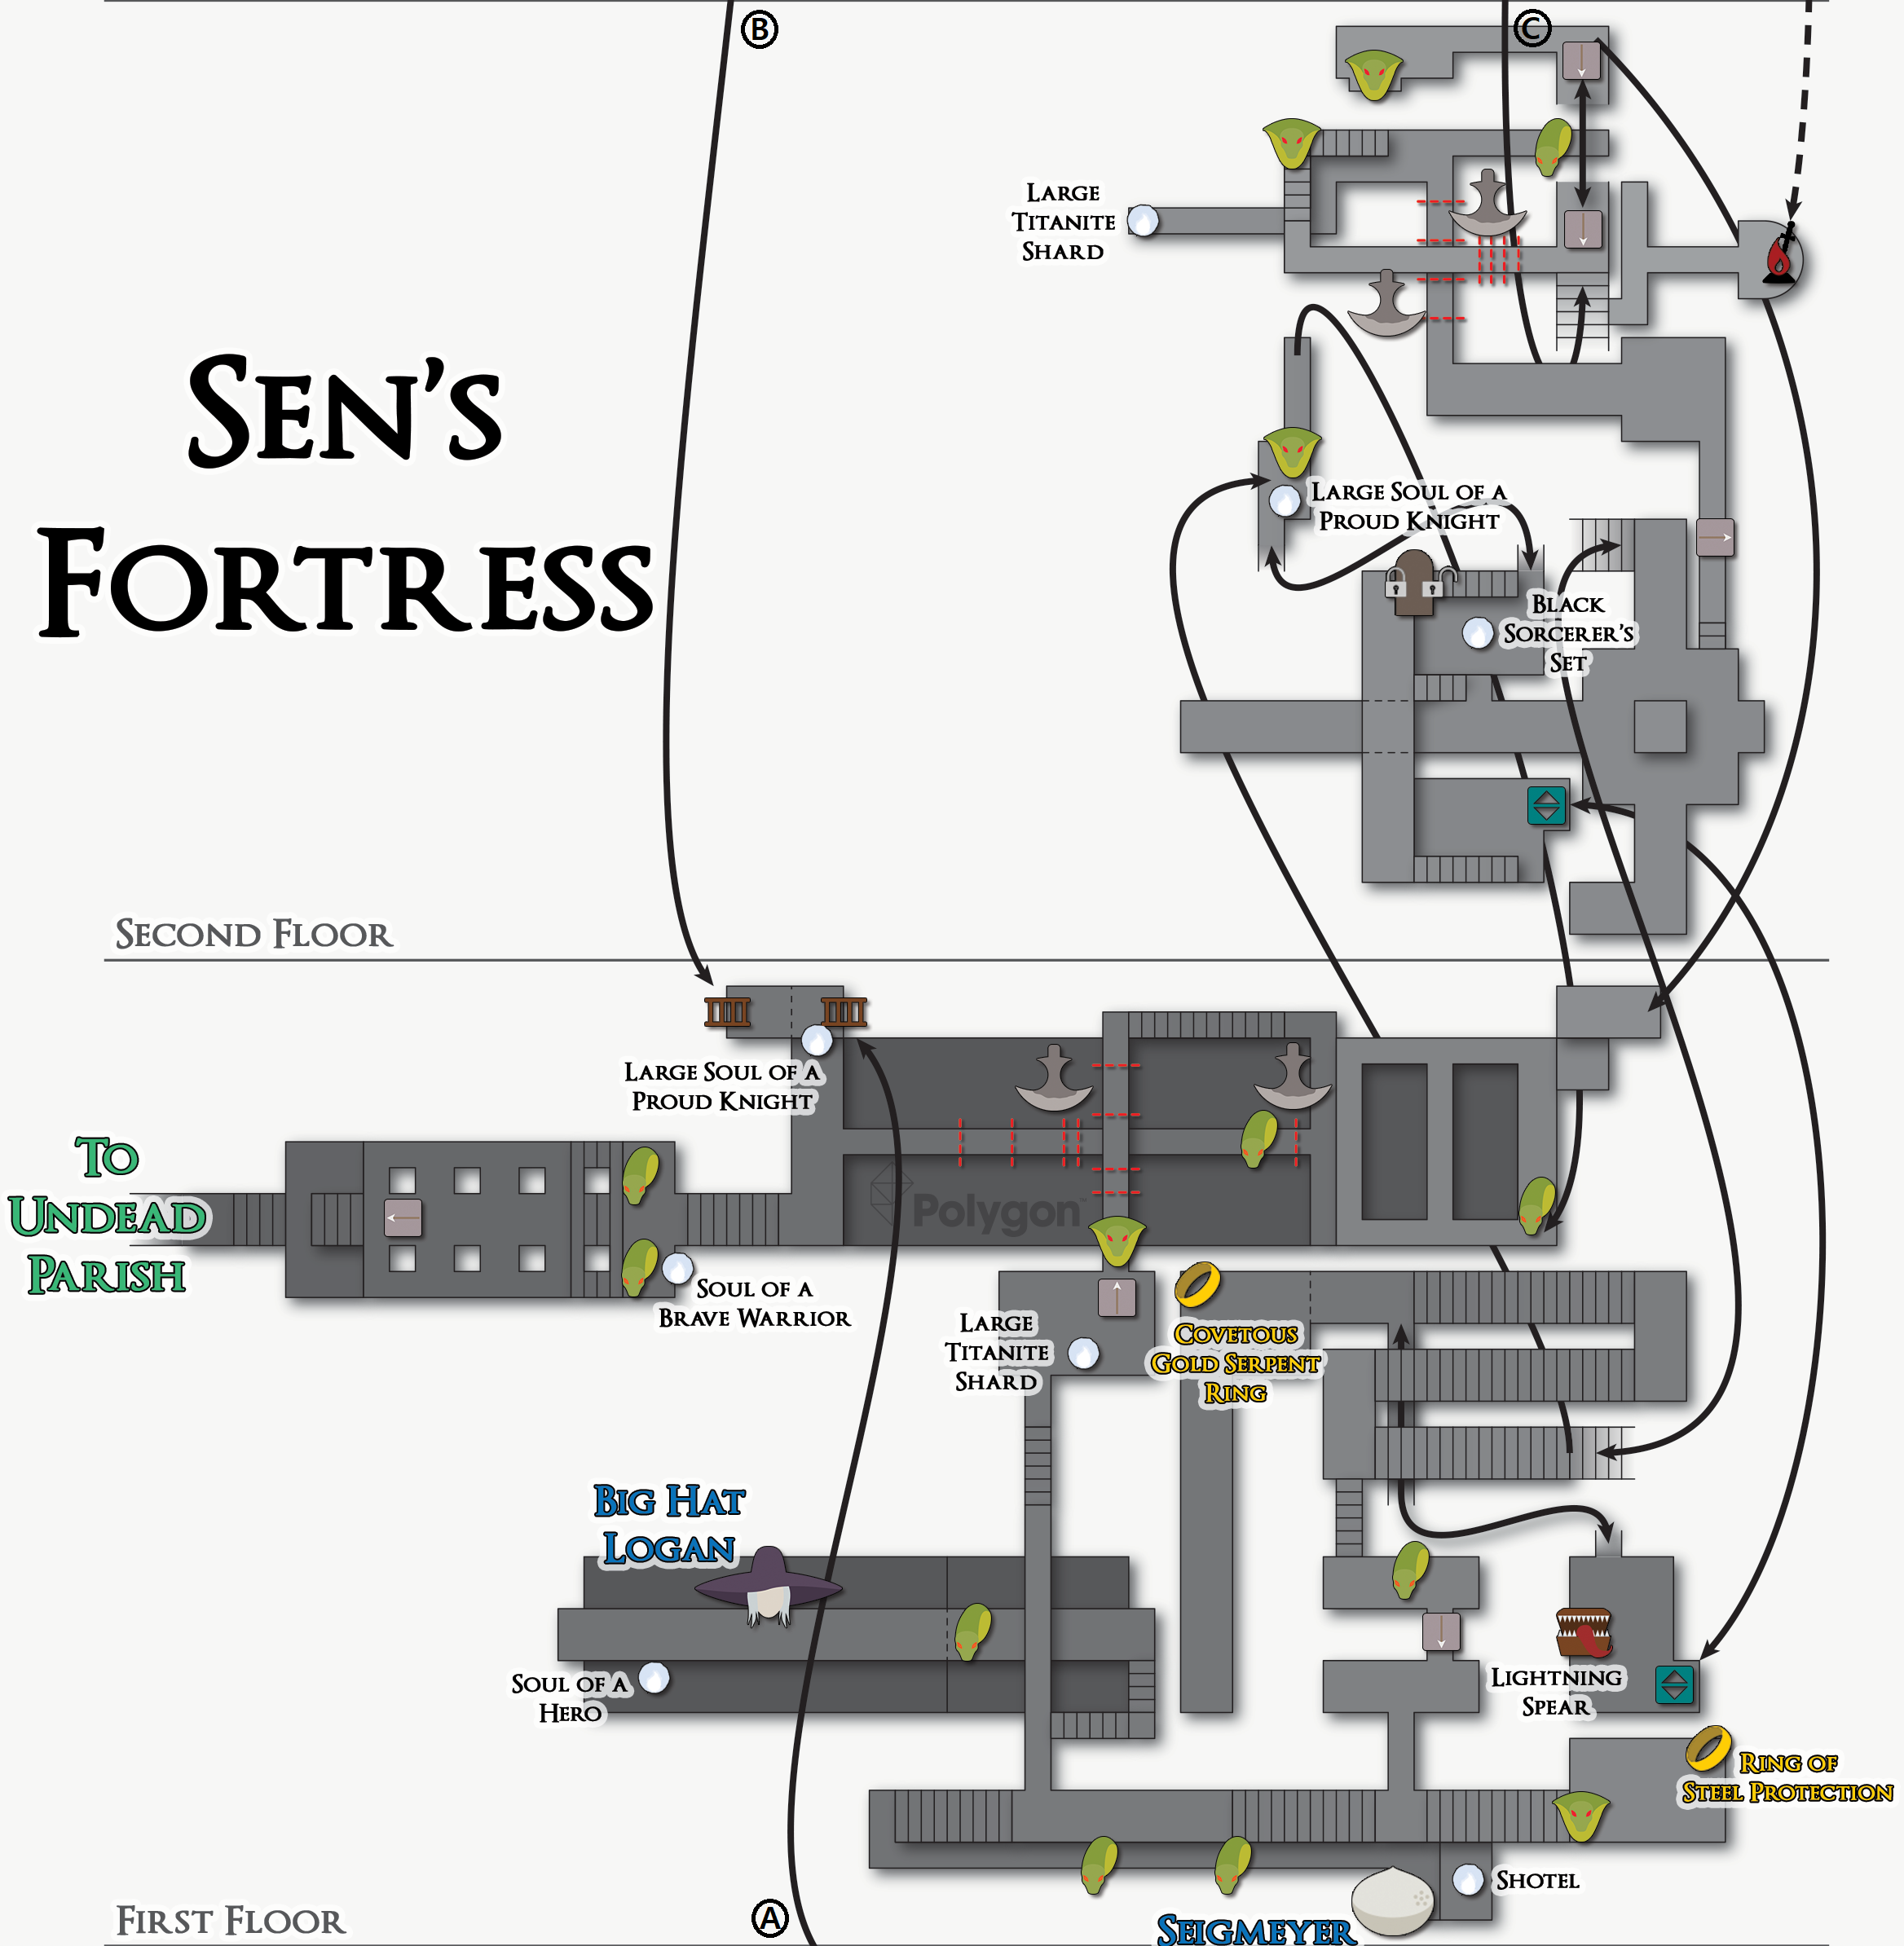 B
C
Large
Titanite
Shard
Sen's
Fortress
Large Soul of a
Proud Knight
Black
Sorcerer's
Set
Second Floor
Large Soul of a
Proud Knight
To
Undead
Parish
Polygon™
Soul of a
Brave Warrior
Large
Titanite
Shard
Covetous
Gold Serpent
Ring
Big Hat
Logan
Soul of a
Hero
Lightning
Spear
Ring of
Steel Protection
Shotel
First Floor
A
Seigmeyer